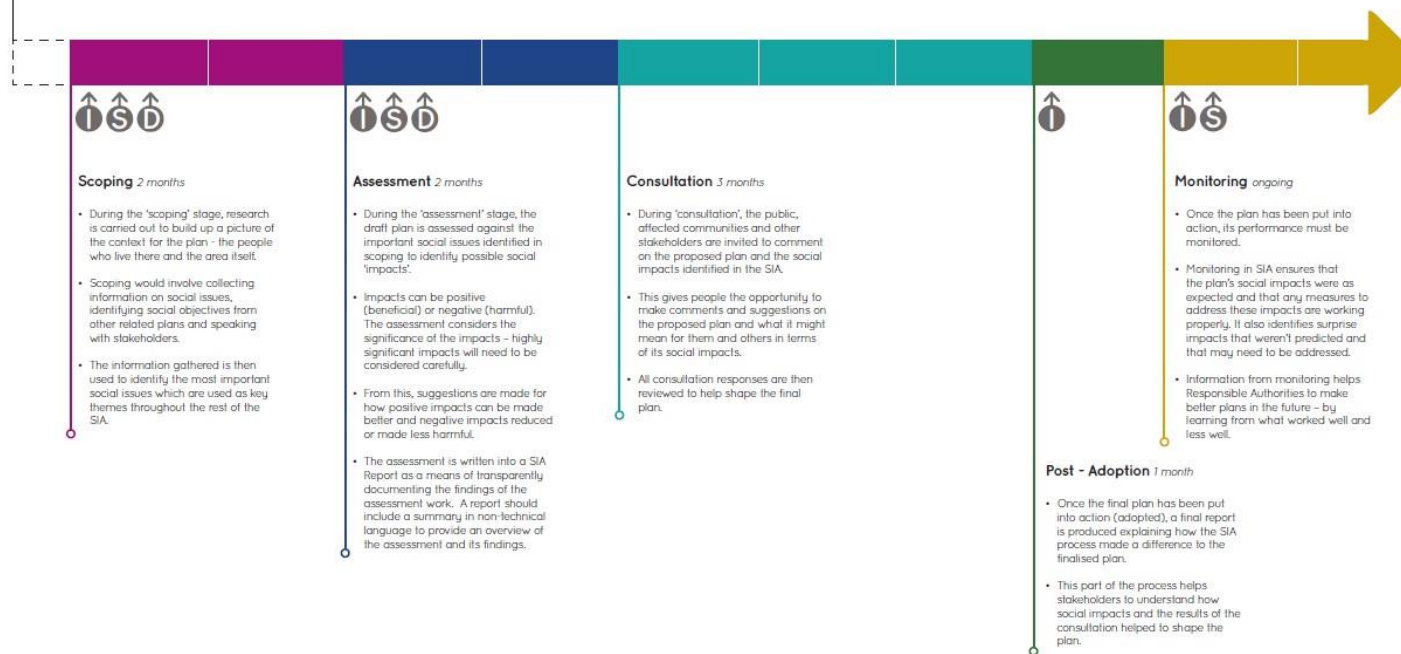 I S D
I S D
I
I S
Scoping 2 months
• During the ‘scoping’ stage, research
is carried out to build up a picture of
the context for the plan - the people
who live there and the area itself.
• Scoping would involve collecting
information on social issues,
identifying social objectives from
other related plans and speaking
with stakeholders.
• The information gathered is then
used to identify the most important
social issues which are used as key
themes throughout the rest of the
SIA.
Assessment 2 months
• During the ‘assessment’ stage, the
draft plan is assessed against the
important social issues identified in
scoping to identify possible social
‘impacts’.
• Impacts can be positive
(beneficial) or negative (harmful).
The assessment considers the
significance of the impacts – highly
significant impacts will need to be
considered carefully.
• From this, suggestions are made for
how positive impacts can be made
better and negative impacts reduced
or made less harmful.
• The assessment is written into a SIA
Report as a means of transparently
documenting the findings of the
assessment work. A report should
include a summary in non-technical
language to provide an overview of
the assessment and its findings.
Consultation 3 months
• During ‘consultation’, the public,
affected communities and other
stakeholders are invited to comment
on the proposed plan and the social
impacts identified in the SIA.
• This gives people the opportunity to
make comments and suggestions on
the proposed plan and what it might
mean for them and others in terms
of its social impacts.
• All consultation responses are then
reviewed to help shape the final
plan.
Post - Adoption 1 month
• Once the final plan has been put
into action (adopted), a final report
is produced explaining how the SIA
process made a difference to the
finalised plan.
• This part of the process helps
stakeholders to understand how
social impacts and the results of the
consultation helped to shape the
plan.
Monitoring ongoing
• Once the plan has been put into
action, its performance must be
monitored.
• Monitoring in SIA ensures that
the plan’s social impacts were as
expected and that any measures to
address these impacts are working
properly. It also identifies surprise
impacts that weren’t predicted and
that may need to be addressed.
• Information from monitoring helps
Responsible Authorities to make
better plans in the future – by
learning from what worked well and
less well.